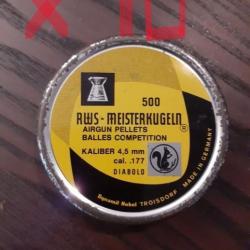 X 10
500
RWS-MEISTERKUGELN®
AIRGUN PELLETS
BALLES COMPETITION
KALIBER 4,5 mm
cal. .177
DIABOLO
Dynamit Nobel TROISDORF MADE IN GERMANY